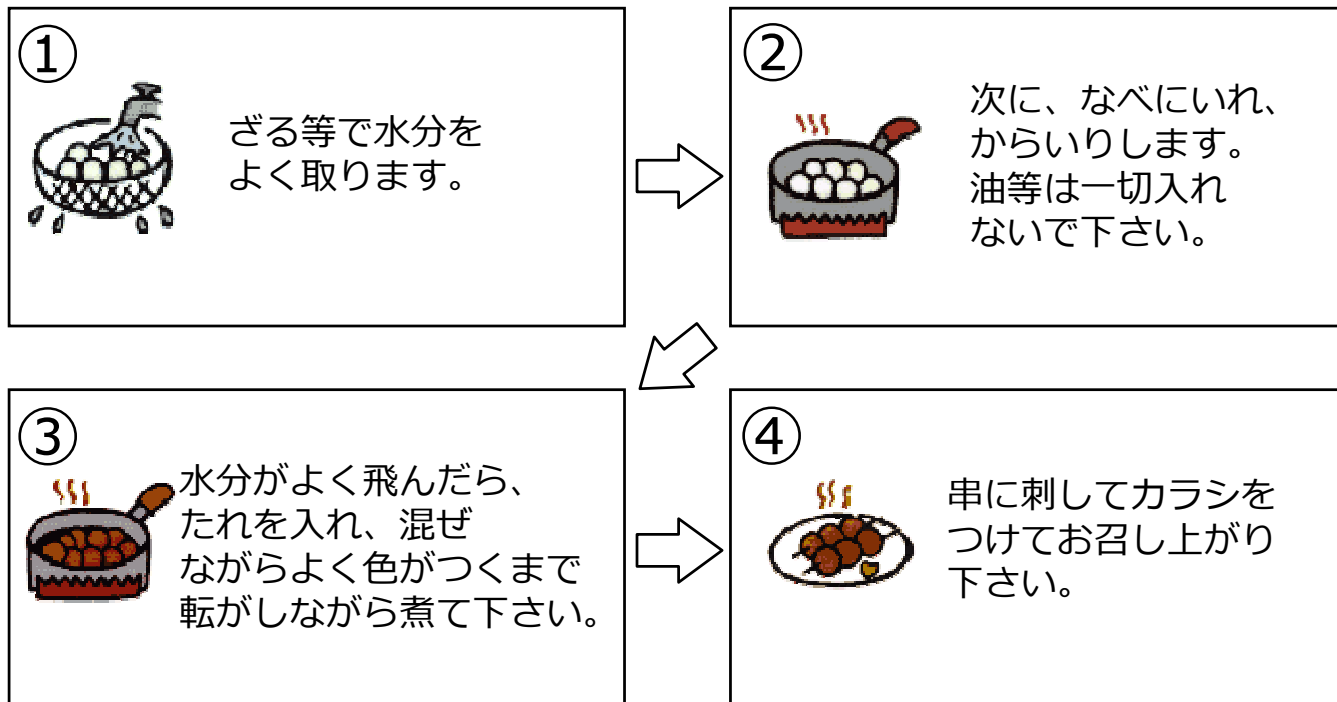 ①
ざる等で水分を
よく取ります。
②
次に、なべにいれ、
からいりします。
油等は一切入れ
ないで下さい。
③
水分がよく飛んだら、
たれを入れ、混ぜ
ながらよく色がつくまで
転がしながら煮て下さい。
④
串に刺してカラシを
つけてお召し上がり
下さい。